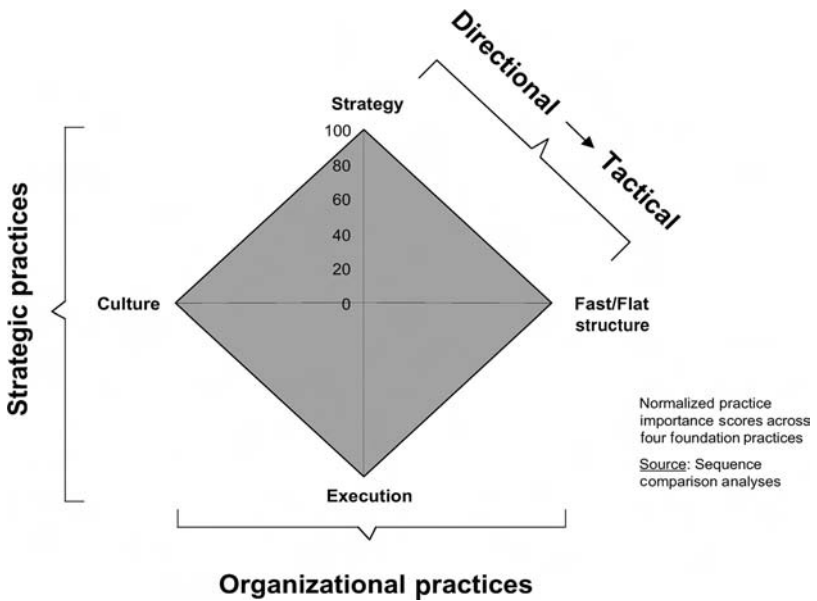 Directional → Tactical
Strategy
100
80
60
40
20
0
Strategic practices
Culture
Fast/Flat
structure
Normalized practice
importance scores across
four foundation practices
Source: Sequence
comparison analyses
Execution
Organizational practices